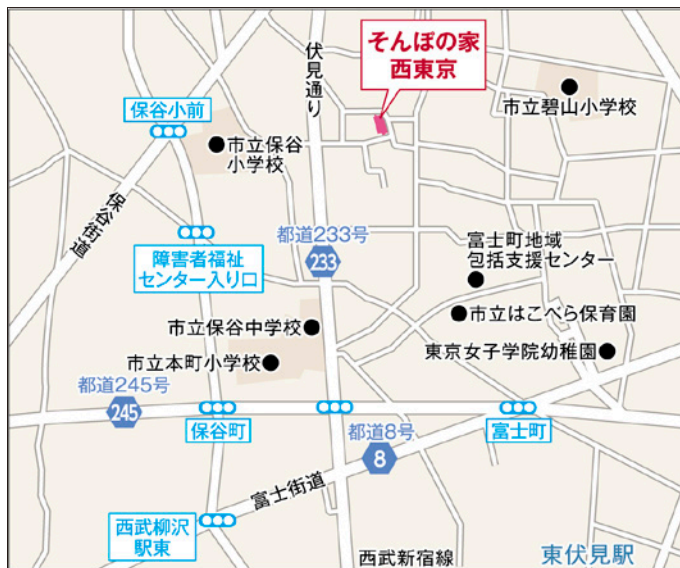 そんぽの家
西東京
伏見通り
市立碧山小学校
保谷小前
市立保谷
小学校
保谷街道
都道233号
233
富士町地域
包括支援センター
障害者福祉
センター入り口
市立はこべら保育園
市立保谷中学校
東京女子学院幼稚園
市立本町小学校
都道245号
245
保谷町
都道8号
8
富士町
富士街道
西武柳沢
駅東
西武新宿線
東伏見駅